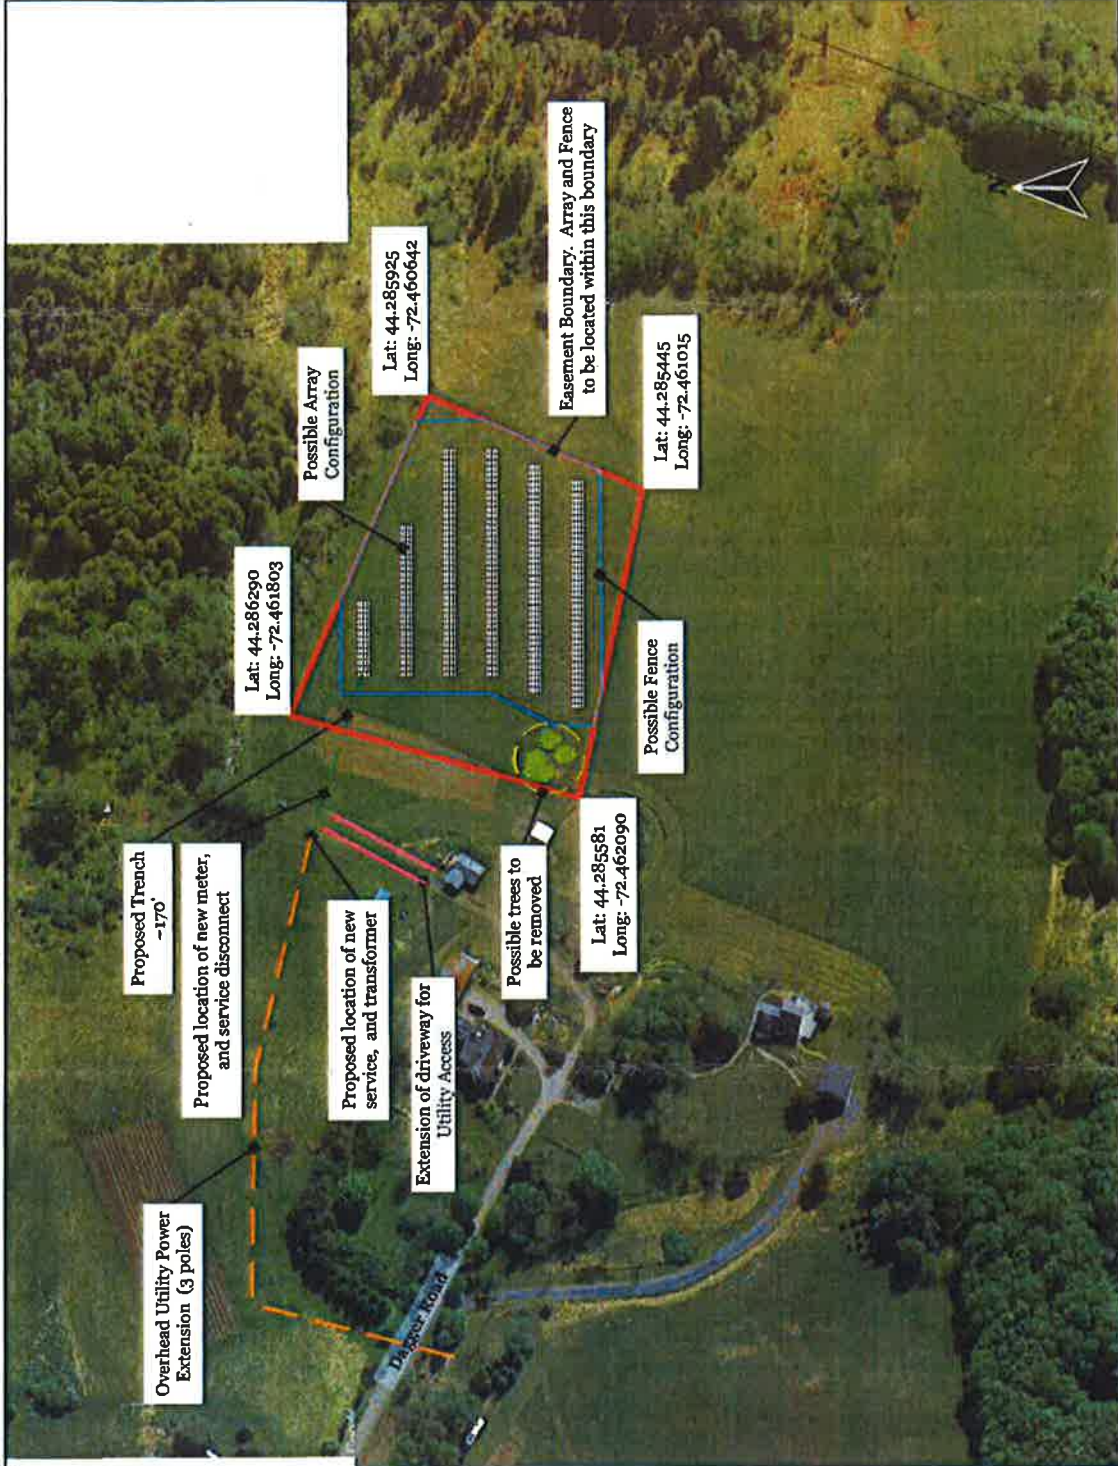 Overhead Utility Power
Extension (3 poles)
Proposed Trench
~170'
Proposed location of new meter,
and service disconnect
Lat: 44.286290
Long: -72.461803
Possible Array
Configuration
Lat: 44.285925
Long: -72.460642
Proposed location of new
service, and transformer
Extension of driveway for
Utility Access
Easement Boundary. Array and Fence
to be located within this boundary
Possible trees to
be removed
Lat: 44.285581
Long: -72.462090
Possible Fence
Configuration
Lat: 44.285445
Long: -72.461015
Dagger Road
N